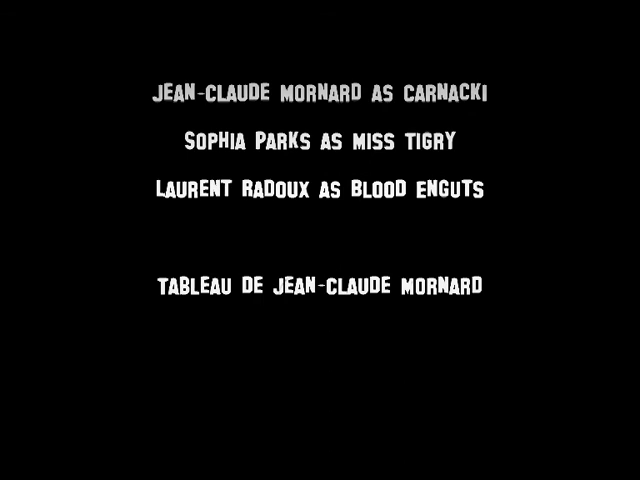 JEAN-CLAUDE MORNARD AS CARNACKI
SOPHIA PARKS AS MISS TIGRY
LAURENT RADOUX AS BLOOD ENGUTS
TABLEAU DE JEAN-CLAUDE MORNARD